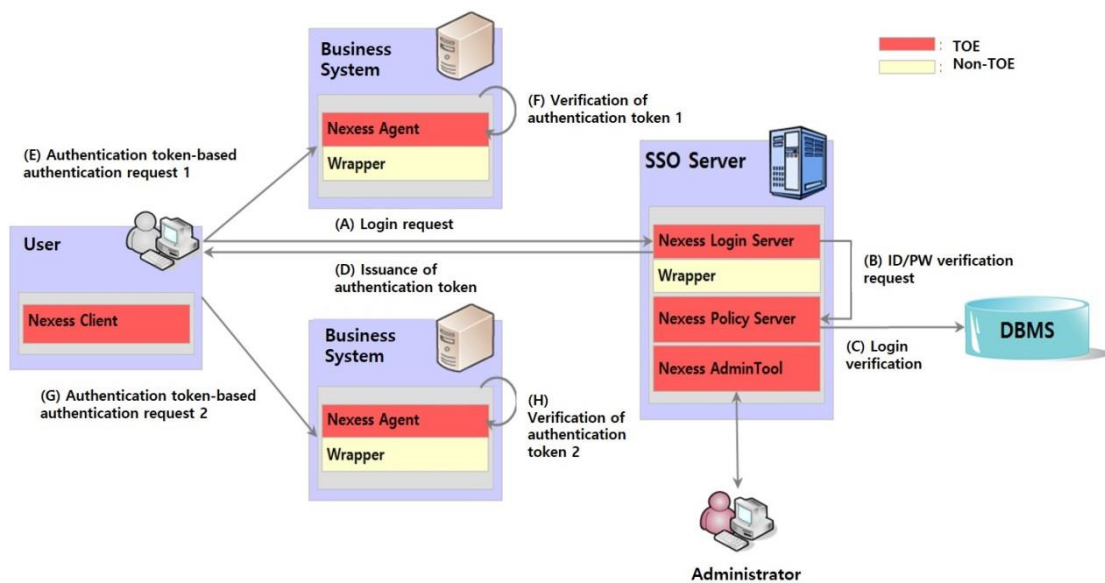 Business
System
Nexess Agent
Wrapper
(F) Verification of
authentication token 1
: TOE
: Non-TOE
(E) Authentication token-based
authentication request 1
SSO Server
User
Nexess Client
(A) Login request
(D) Issuance of
authentication token
Nexess Login Server
Wrapper
Nexess Policy Server
Nexess AdminTool
(B) ID/PW verification
request
(C) Login
verification
DBMS
Business
System
Nexess Agent
Wrapper
(G) Authentication token-based
authentication request 2
(H)
Verification of
authentication
token 2
Administrator